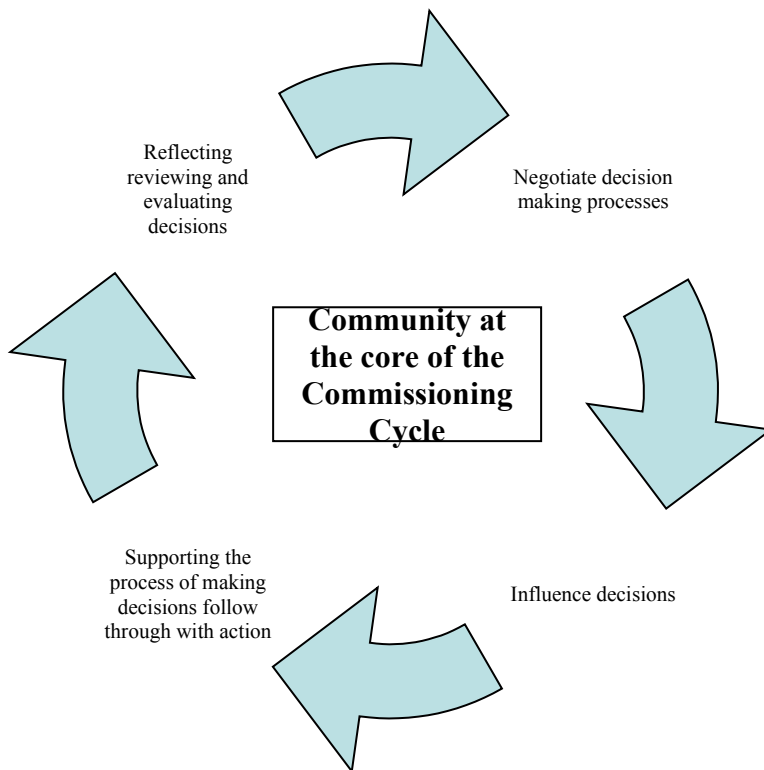 Reflecting
reviewing and
evaluating
decisions
Negotiate decision
making processes
Community at
the core of the
Commissioning
Cycle
Supporting the
process of making
decisions follow
through with action
Influence decisions